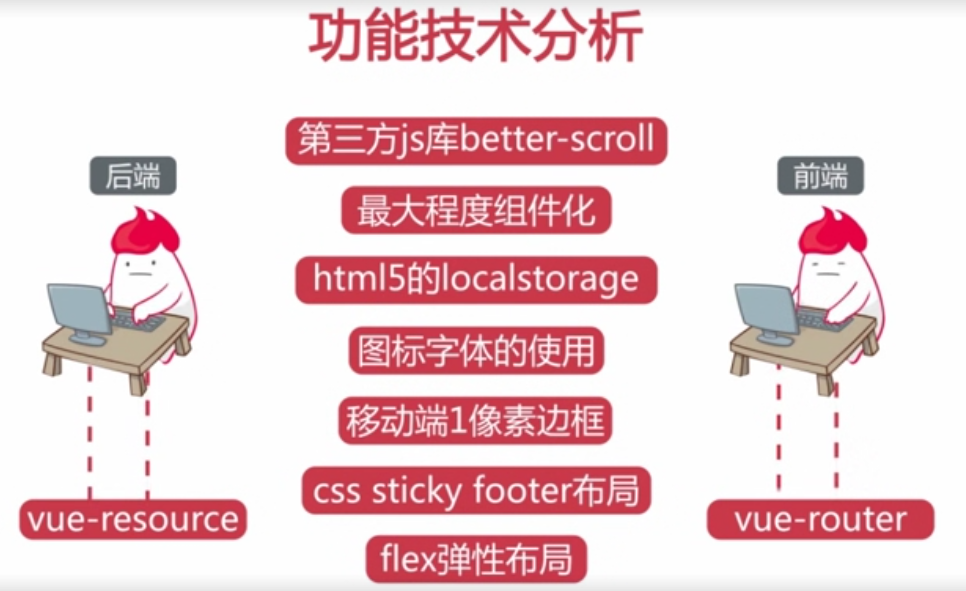 功能技术分析
第三方js库better-scroll
后端
前端
最大程度组件化
html5的localstorage
图标字体的使用
移动端1像素边框
css sticky footer布局
vue-resource
vue-router
flex弹性布局